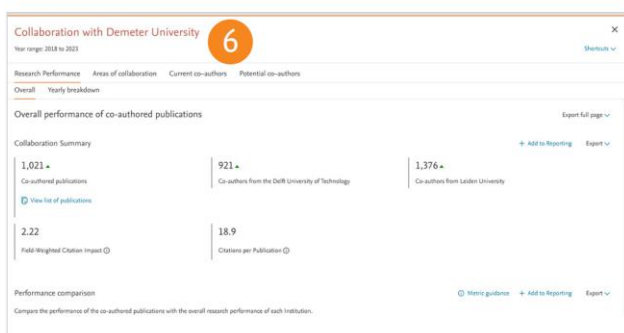 Collaboration with Demeter University
6
×
Year range: 2018 to 2023
Shortcuts
Research Performance Areas of collaboration Current co-authors Potential co-authors
Overall Yearly breakdown
Overall performance of co-authored publications Export full page
Collaboration Summary + Add to Reporting Export
1,021 921 1,376
Co-authored publications Co-authors from the Delft University of Technology Co-authors from Leiden University
View list of publications
2.22 18.9
Field-Weighted Citation Impact Citations per Publication
Performance comparison Metric guidance + Add to Reporting Export
Compare the performance of the co-authored publications with the overall research performance of each institution.